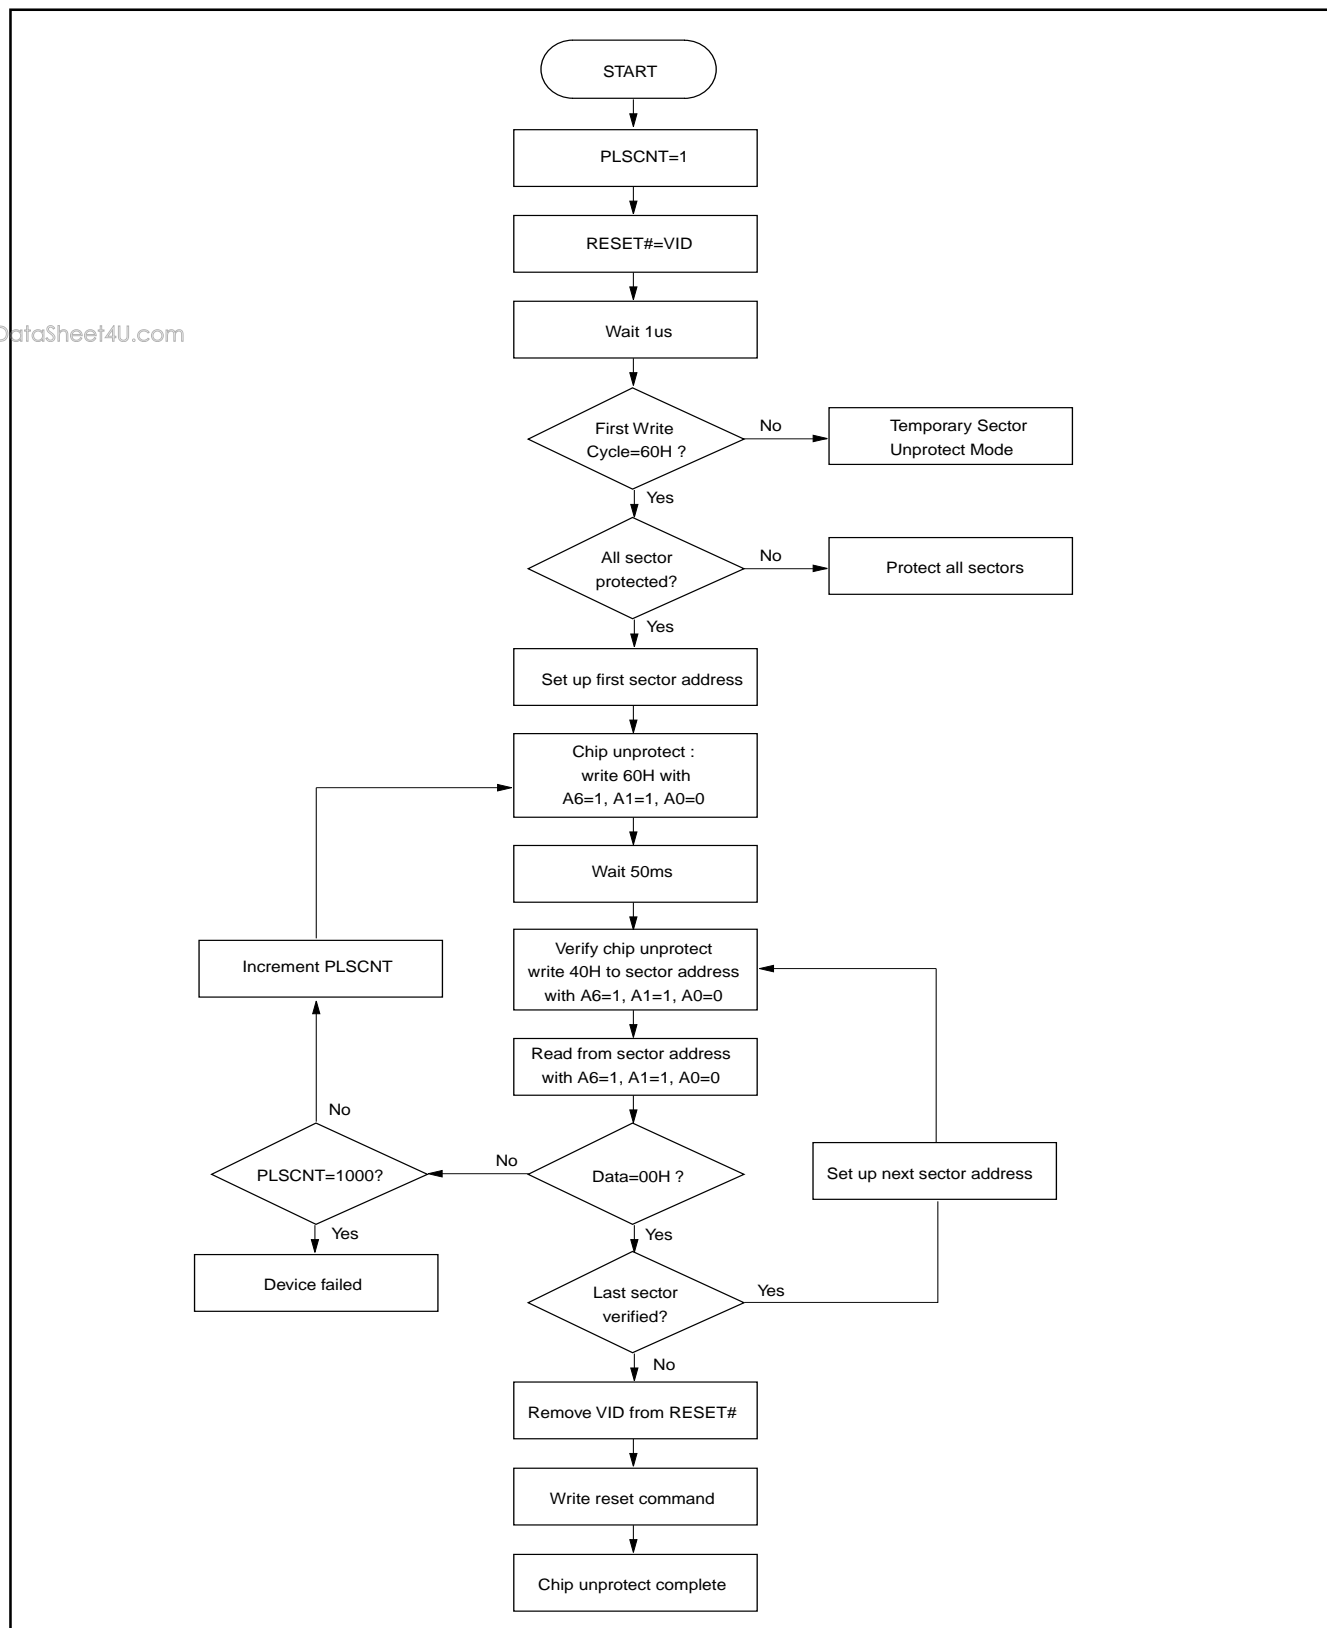 START
PLSCNT=1
RESET#=VID
DataSheet4U.com
Wait 1us
First Write
Cycle=60H ?
No
Temporary Sector
Unprotect Mode
Yes
All sector
protected?
No
Protect all sectors
Yes
Set up first sector address
Chip unprotect :
write 60H with
A6=1, A1=1, A0=0
Wait 50ms
Increment PLSCNT
Verify chip unprotect
write 40H to sector address
with A6=1, A1=1, A0=0
Read from sector address
with A6=1, A1=1, A0=0
No
PLSCNT=1000?
No
Data=00H ?
Set up next sector address
Yes
Yes
Device failed
Last sector
verified?
Yes
No
Remove VID from RESET#
Write reset command
Chip unprotect complete